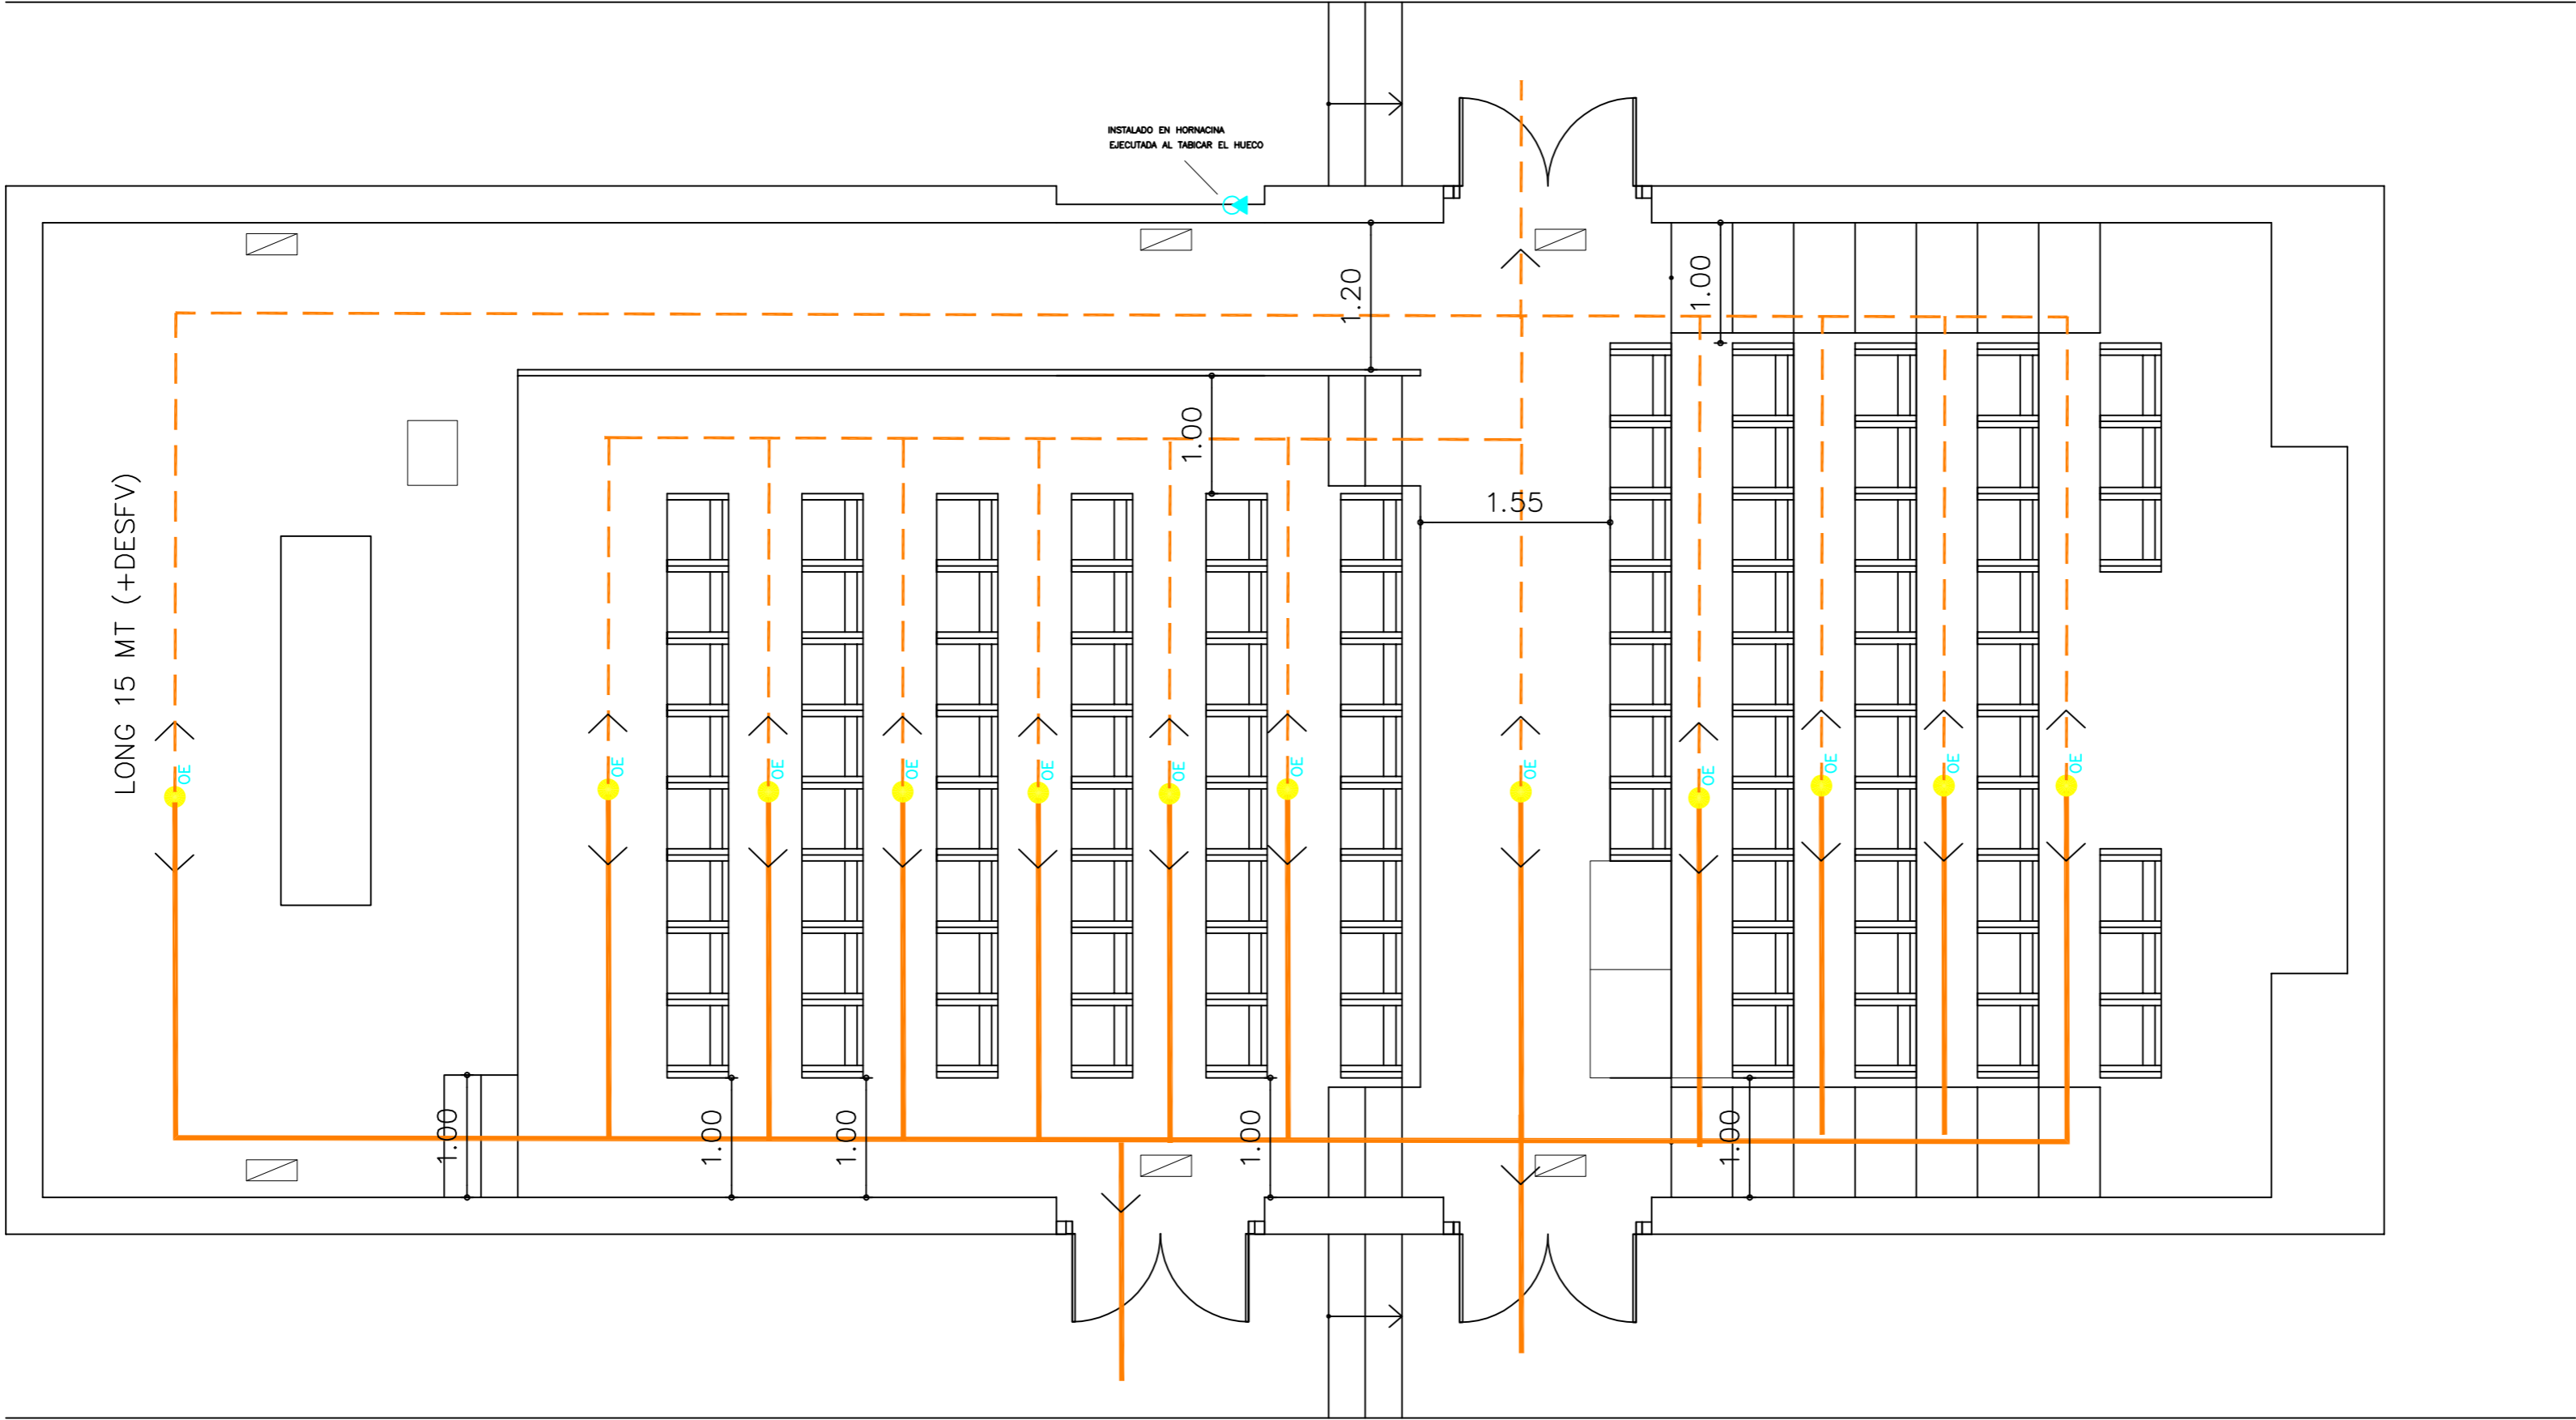 INSTALADO EN HORNACINA
EJECUTADA AL TABICAR EL HUECO
1.20
1.00
1.00
1.55
LONG 15 MT (+DESFV)
OE
OE
OE
OE
OE
OE
OE
OE
OE
OE
OE
OE
1.00
1.00
1.00
1.00
1.00